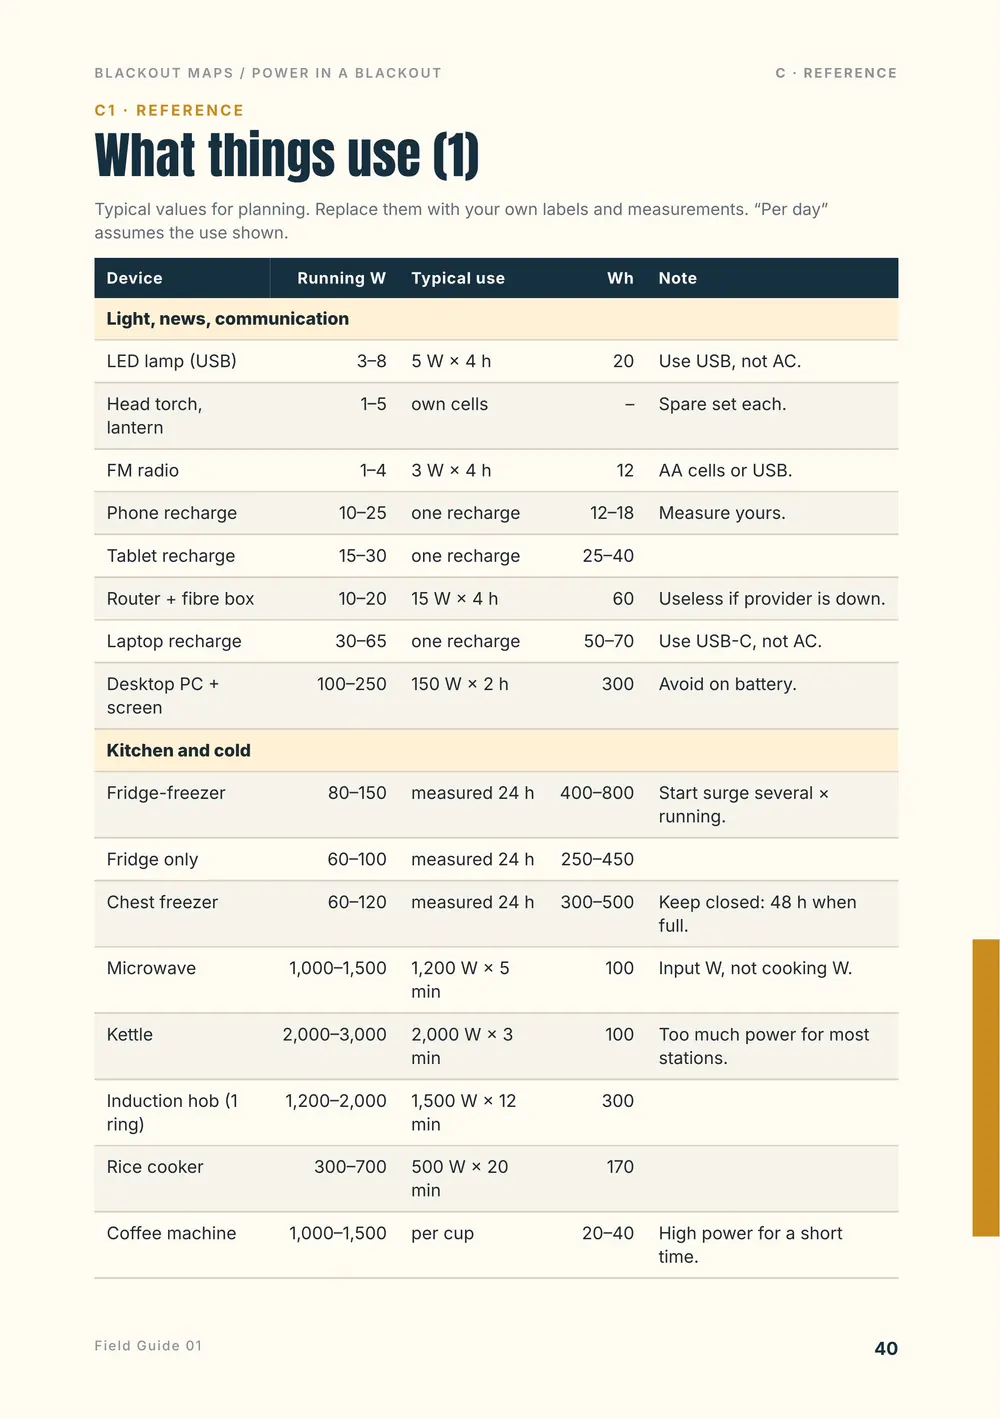 BLACKOUT MAPS / POWER IN A BLACKOUT C · REFERENCE
C1 · REFERENCE
What things use (1)
Typical values for planning. Replace them with your own labels and measurements. “Per day”
assumes the use shown.
Device Running W Typical use Wh Note
Light, news, communication
LED lamp (USB) 3–8 5 W × 4 h 20 Use USB, not AC.
Head torch, 1–5 own cells – Spare set each.
lantern
FM radio 1–4 3 W × 4 h 12 AA cells or USB.
Phone recharge 10–25 one recharge 12–18 Measure yours.
Tablet recharge 15–30 one recharge 25–40
Router + fibre box 10–20 15 W × 4 h 60 Useless if provider is down.
Laptop recharge 30–65 one recharge 50–70 Use USB-C, not AC.
Desktop PC + 100–250 150 W × 2 h 300 Avoid on battery.
screen
Kitchen and cold
Fridge-freezer 80–150 measured 24 h 400–800 Start surge several ×
running.
Fridge only 60–100 measured 24 h 250–450
Chest freezer 60–120 measured 24 h 300–500 Keep closed: 48 h when
full.
Microwave 1,000–1,500 1,200 W × 5 100 Input W, not cooking W.
min
Kettle 2,000–3,000 2,000 W × 3 100 Too much power for most
min stations.
Induction hob (1 1,200–2,000 1,500 W × 12 300
ring) min
Rice cooker 300–700 500 W × 20 170
min
Coffee machine 1,000–1,500 per cup 20–40 High power for a short
time.
Field Guide 01 40